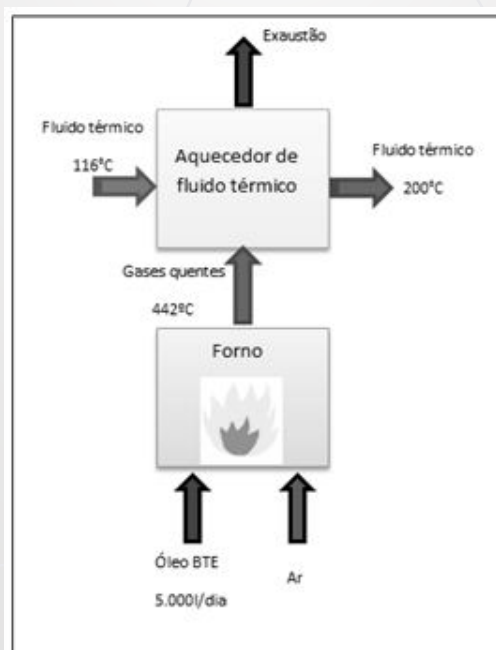 Exaustão
Fluido térmico
116°C
Aquecedor de
fluido térmico
Fluido térmico
200°C
Gases quentes
442ºC
Forno
Óleo BTE
5.000l/dia
Ar